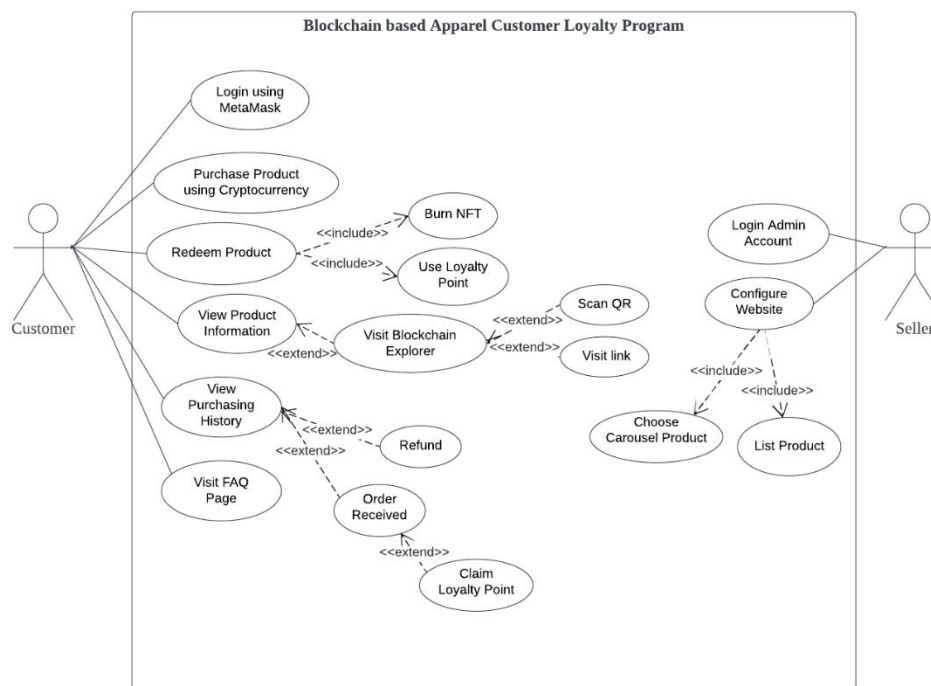 Blockchain based Apparel Customer Loyalty Program
Login using
MetaMask
Purchase Product
using Cryptocurrency
Burn NFT
<<include>>
Redeem Product
<<include>>
Use Loyalty
Point
Login Admin
Account
Customer
View Product
Information
<<extend>>
Visit Blockchain
Explorer
Scan QR
<<extend>>
<<extend>>
Visit link
Configure
Website
Seller
<<include>>
<<include>>
Choose
Carousel Product
List Product
View
Purchasing
History
<<extend>>
<<extend>>
Refund
Visit FAQ
Page
Order
Received
<<extend>>
Claim
Loyalty Point